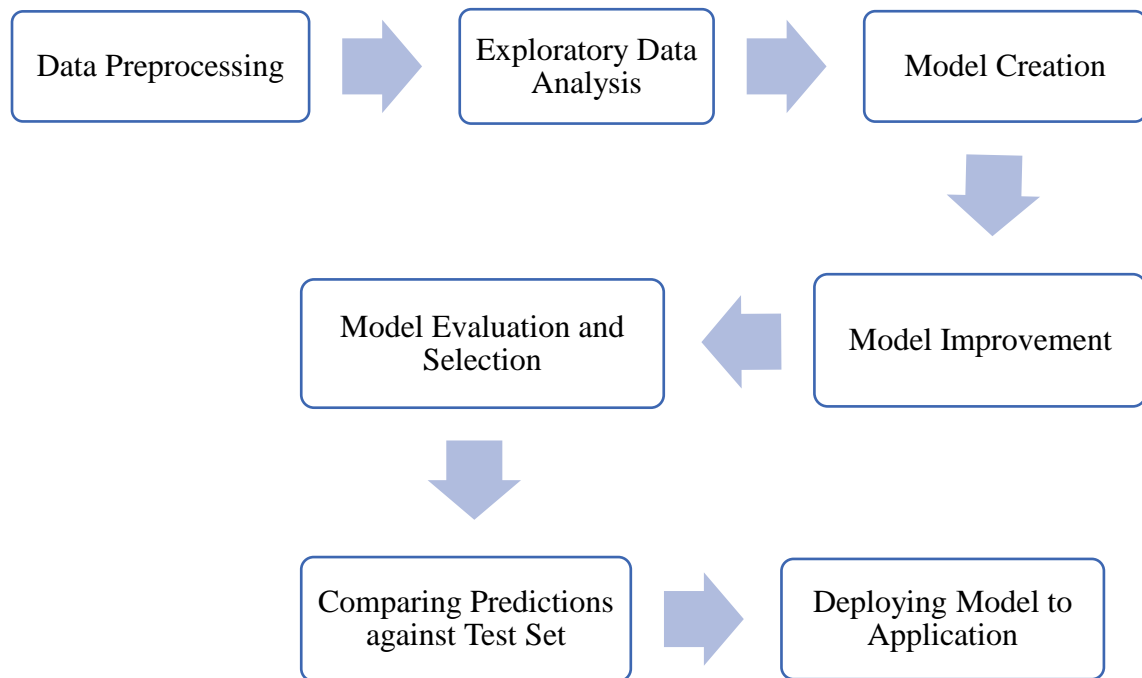 Data Preprocessing
Exploratory Data
Analysis
Model Creation
Model Improvement
Model Evaluation and
Selection
Comparing Predictions
against Test Set
Deploying Model to
Application